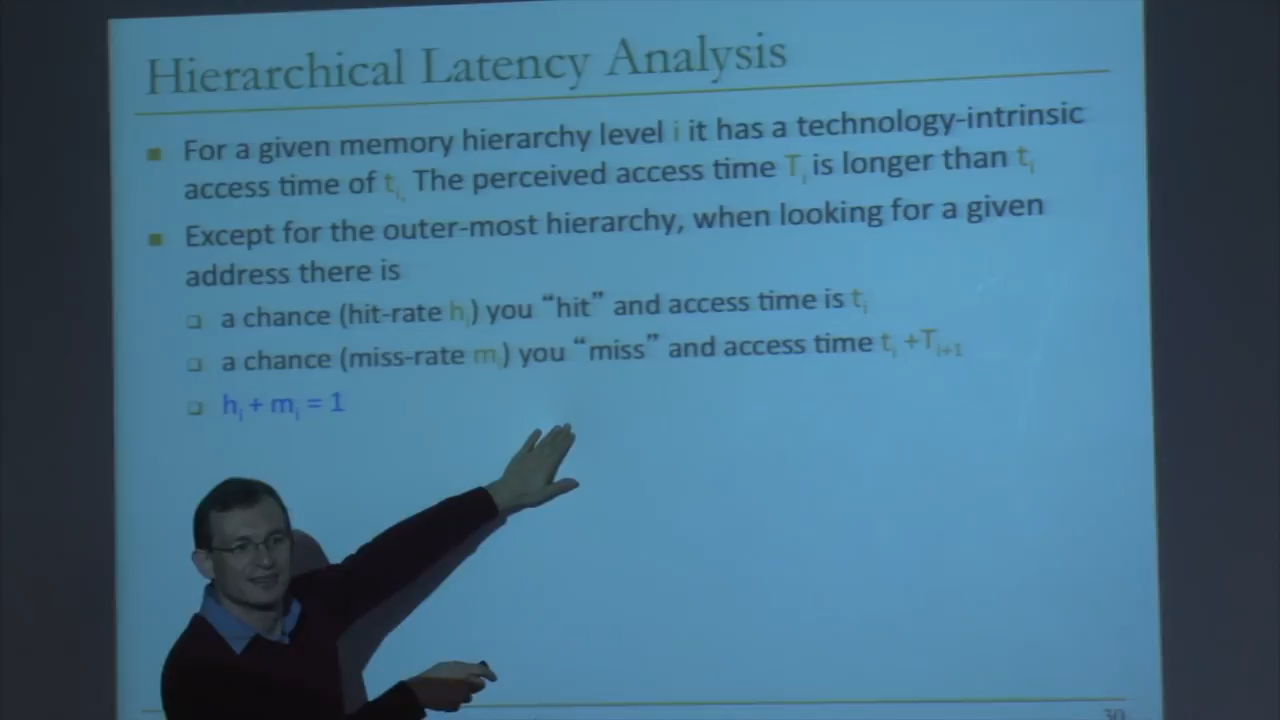 Hierarchical Latency Analysis
■ For a given memory hierarchy level i it has a technology-intrinsic
access time of tᵢ. The perceived access time Tᵢ is longer than tᵢ
■ Except for the outer-most hierarchy, when looking for a given
address there is
❑ a chance (hit-rate hᵢ) you “hit” and access time is tᵢ
❑ a chance (miss-rate mᵢ) you “miss” and access time tᵢ +Tᵢ₊₁
❑ hᵢ + mᵢ = 1
30